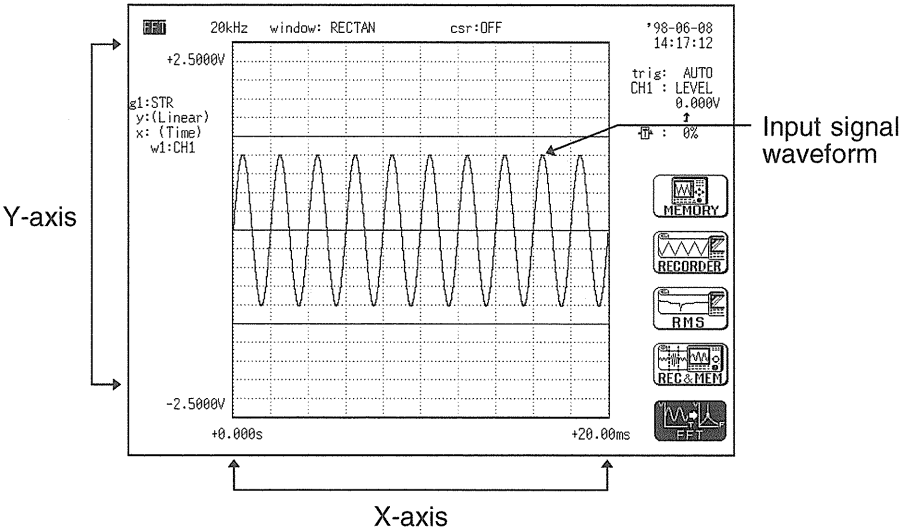 FFT 20kHz window: RECTAN csr:OFF '98-06-08
14:17:12
+2.5000V
trig: AUTO
CH1 : LEVEL
0.000V
g1:STR
y:(Linear)
x: (Time)
w1:CH1
T : 0%
Input signal
waveform
Y-axis
MEMORY
RECORDER
RMS
REC&MEM
T F
FFT
-2.5000V
+0.000s +20.00ms
X-axis